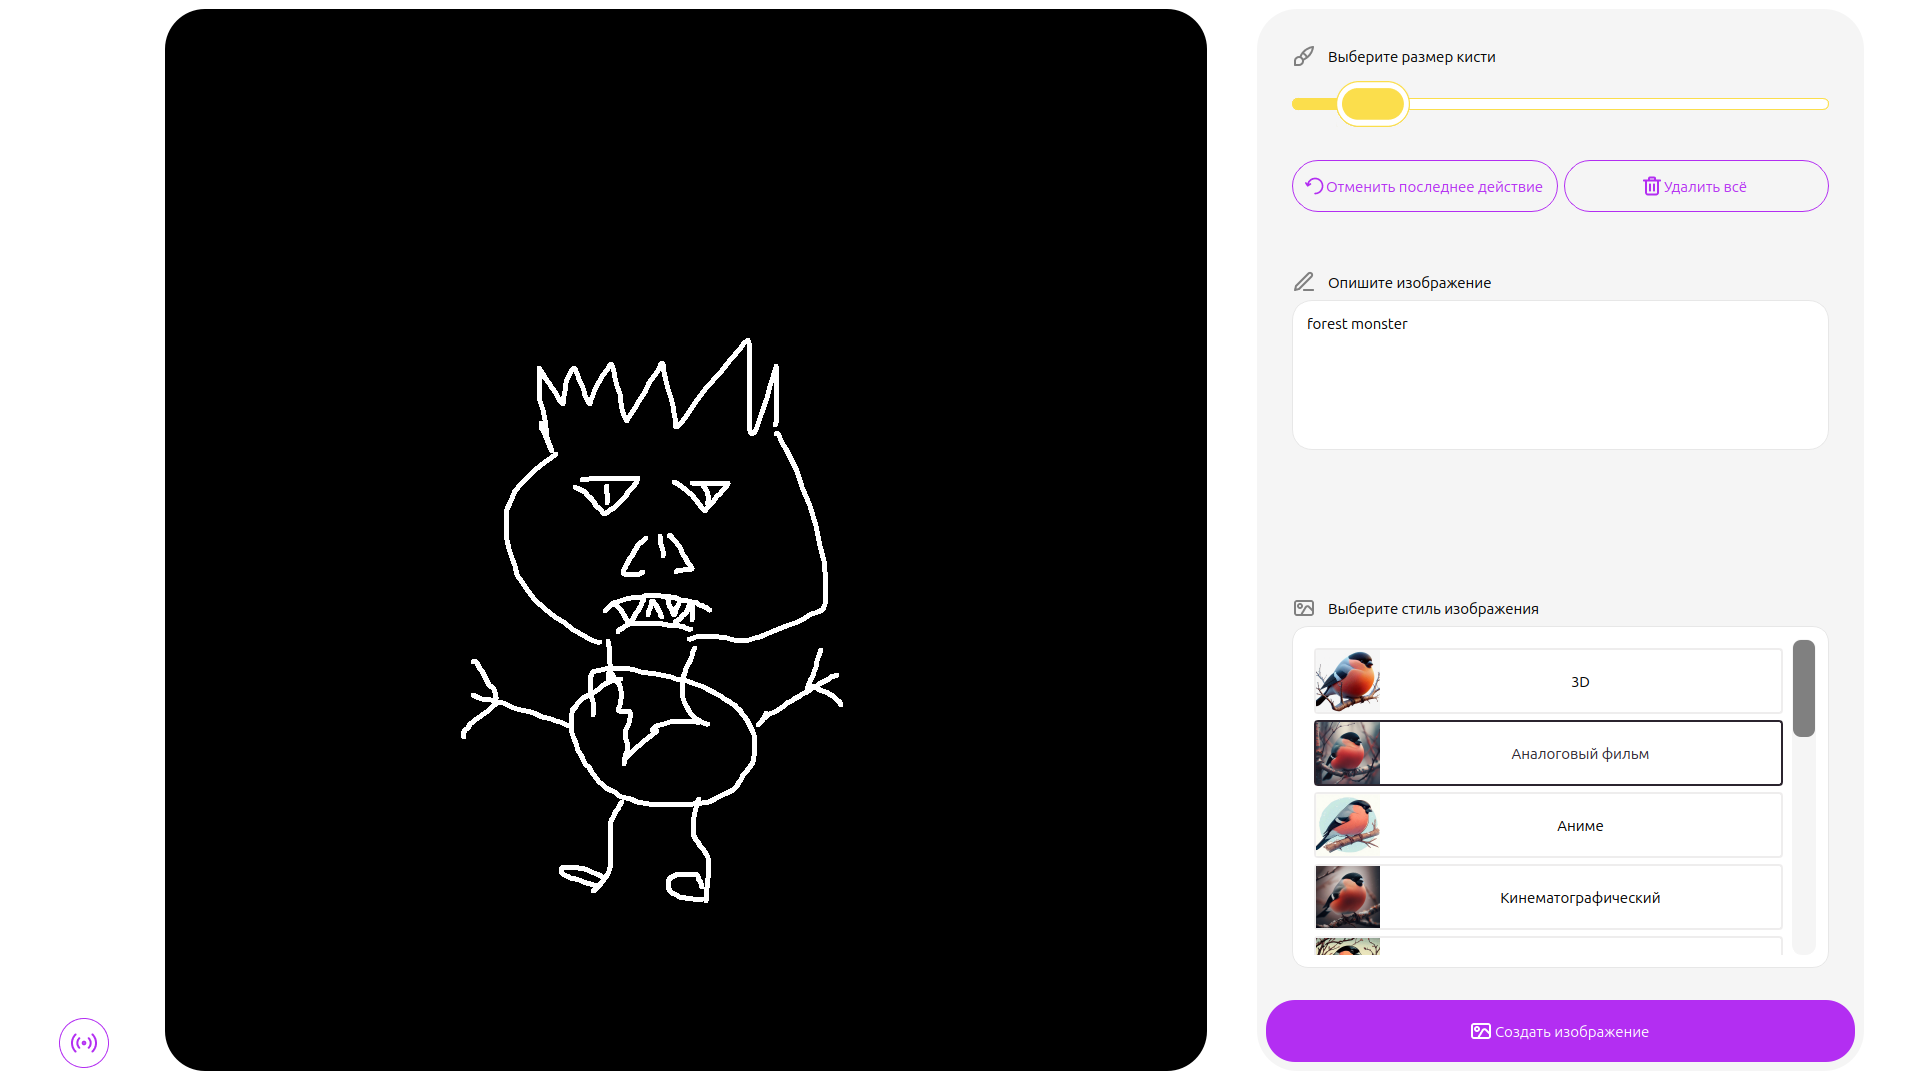 Выберите размер кисти
Отменить последнее действие
Удалить всё
Опишите изображение
forest monster
Выберите стиль изображения
3D
Аналоговый фильм
Аниме
Кинематографический
Создать изображение